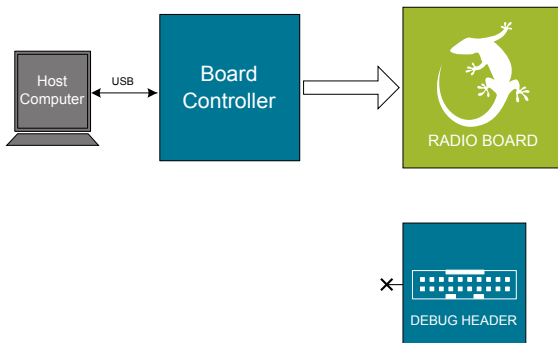 Host
Computer
USB
Board
Controller
RADIO BOARD
DEBUG HEADER